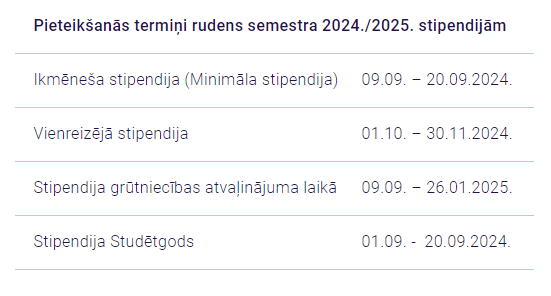 Pieteikšanās termiņi rudens semestra 2024./2025. stipendijām
Ikmēneša stipendija (Minimāla stipendija) 09.09. – 20.09.2024.
Vienreizējā stipendija 01.10. – 30.11.2024.
Stipendija grūtniecības atvaļinājuma laikā 09.09. – 26.01.2025.
Stipendija Studētgods 01.09. - 20.09.2024.